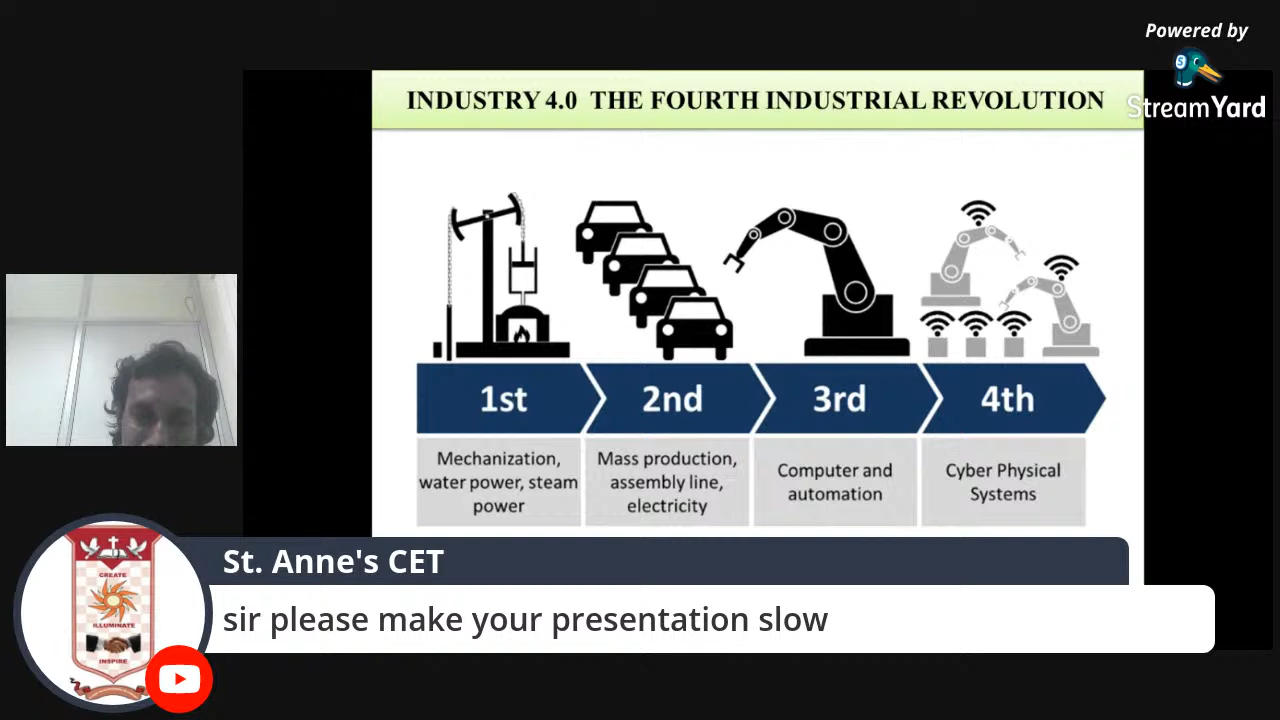 Powered by
StreamYard
INDUSTRY 4.0 THE FOURTH INDUSTRIAL REVOLUTION
1st
2nd
3rd
4th
Mechanization,
water power, steam
power
Mass production,
assembly line,
electricity
Computer and
automation
Cyber Physical
Systems
St. Anne's CET
sir please make your presentation slow
CREATE
ILLUMINATE
INSPIRE